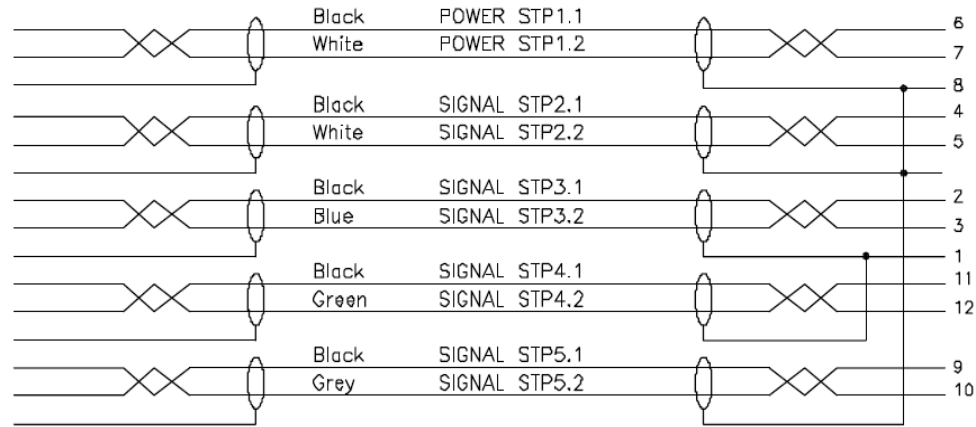 Black POWER STP1.1 6
White POWER STP1.2 7
8
Black SIGNAL STP2.1 4
White SIGNAL STP2.2 5
Black SIGNAL STP3.1 2
Blue SIGNAL STP3.2 3
1
Black SIGNAL STP4.1 11
Green SIGNAL STP4.2 12
Black SIGNAL STP5.1 9
Grey SIGNAL STP5.2 10